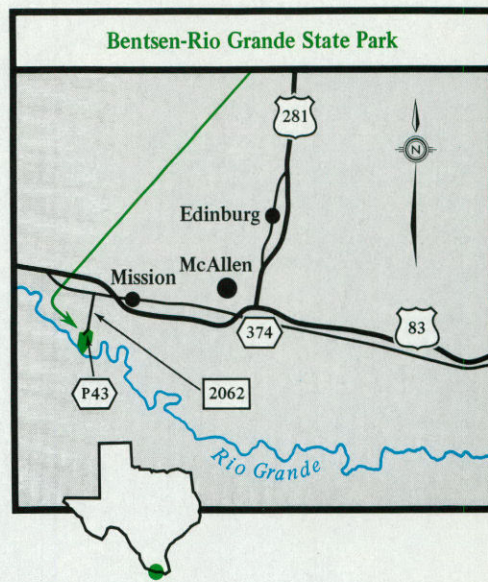 Bentsen-Rio Grande State Park
281
N
Edinburg
McAllen
Mission
374
83
P43
2062
Rio Grande